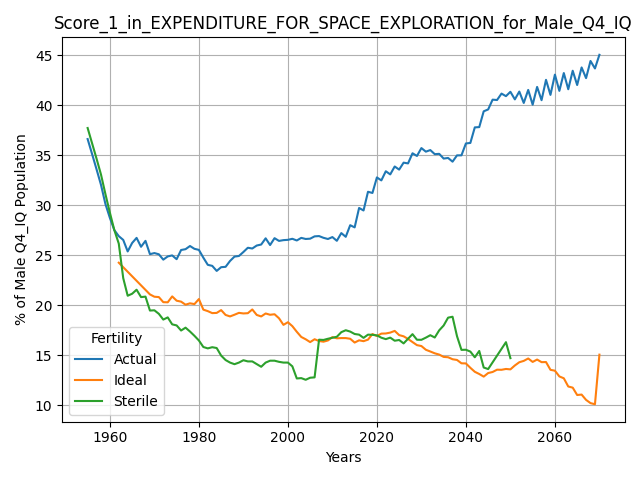 Score_1_in_EXPENDITURE_FOR_SPACE_EXPLORATION_for_Male_Q4_IQ
45
40
35
30
25
20
15
10
% of Male Q4_IQ Population
Fertility
Actual
Ideal
Sterile
1960 1980 2000 2020 2040 2060
Years